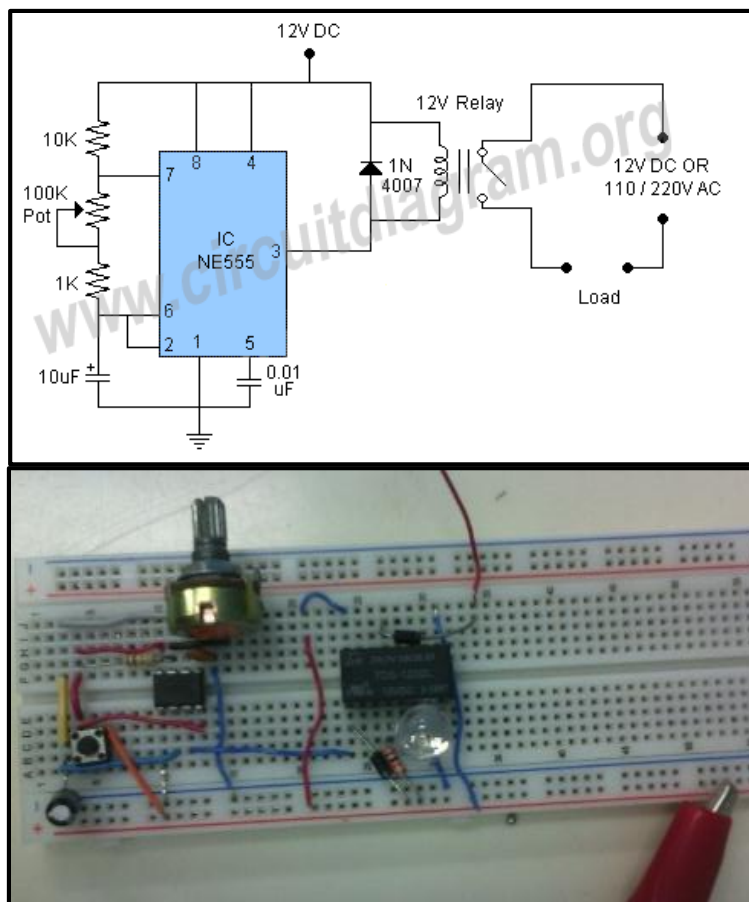 12V DC
12V Relay
10K
8
4
7
1N
4007
12V DC OR
110 / 220V AC
100K
Pot
IC
NE555
3
1K
Load
6
2
1
5
10uF
+
0.01
uF
www.circuitdiagram.org